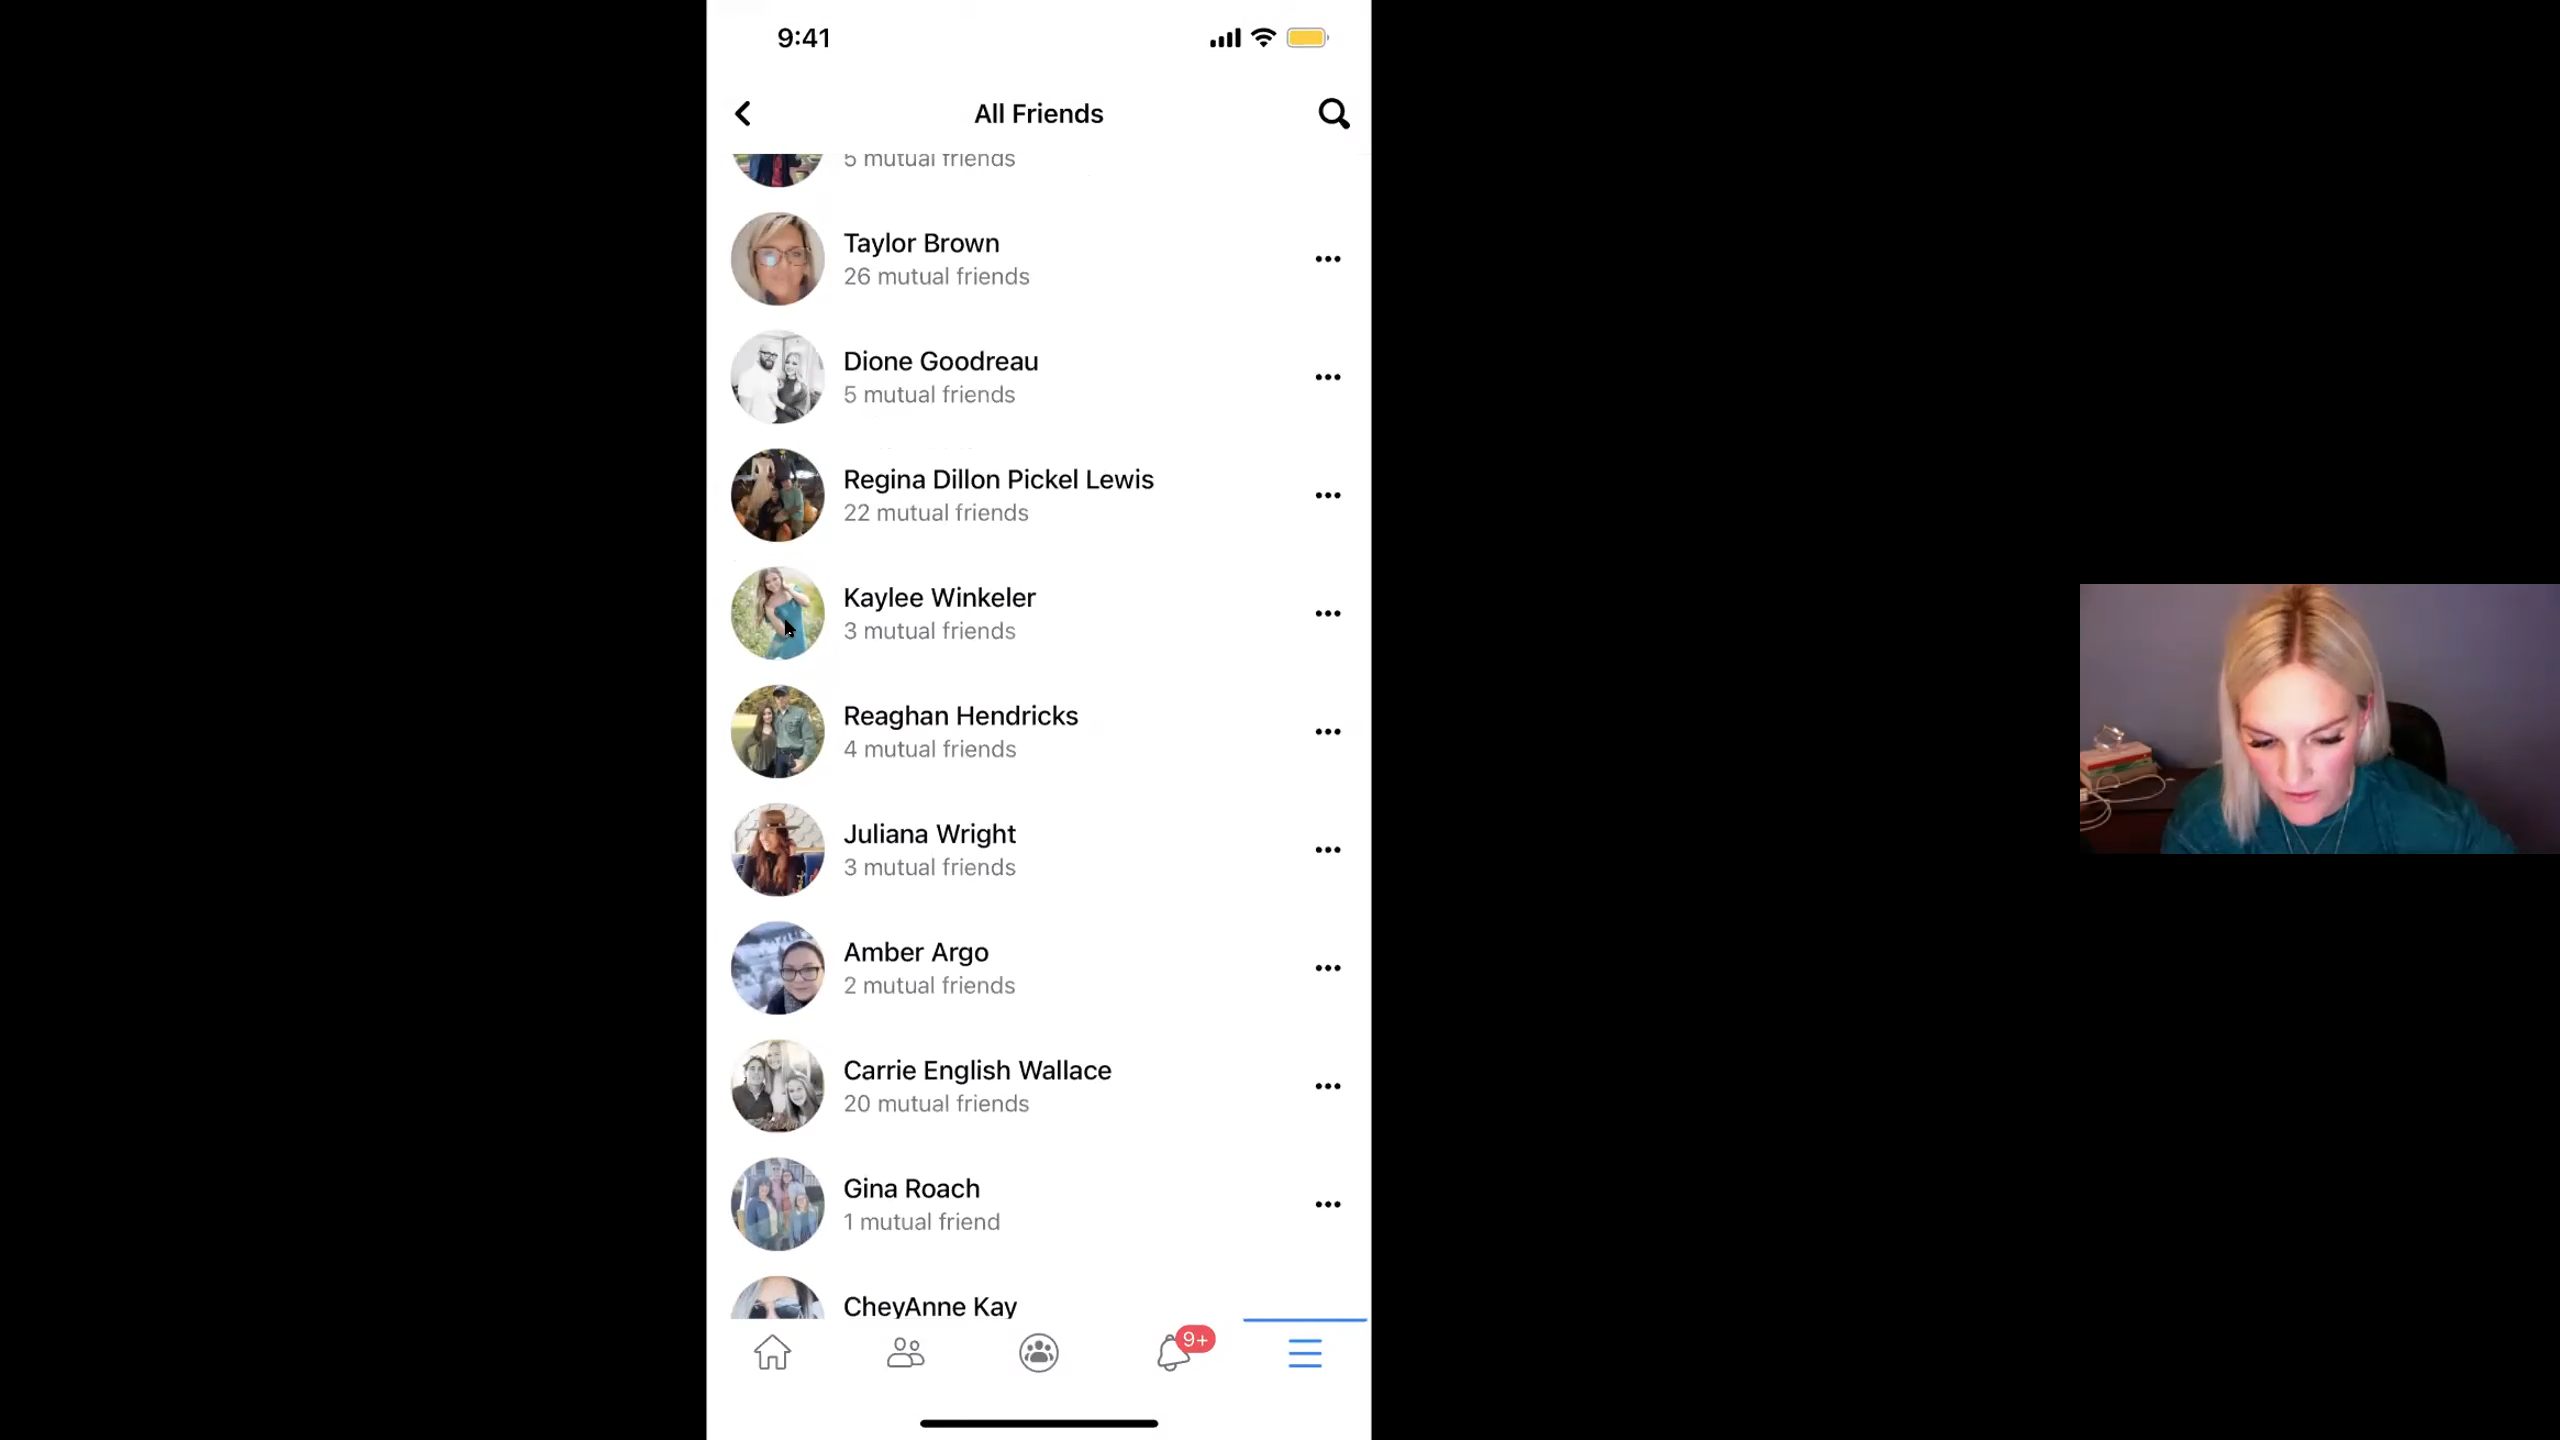 9:41
All Friends
5 mutual friends
Taylor Brown
26 mutual friends
Dione Goodreau
5 mutual friends
Regina Dillon Pickel Lewis
22 mutual friends
Kaylee Winkeler
3 mutual friends
Reaghan Hendricks
4 mutual friends
Juliana Wright
3 mutual friends
Amber Argo
2 mutual friends
Carrie English Wallace
20 mutual friends
Gina Roach
1 mutual friend
CheyAnne Kay
9+